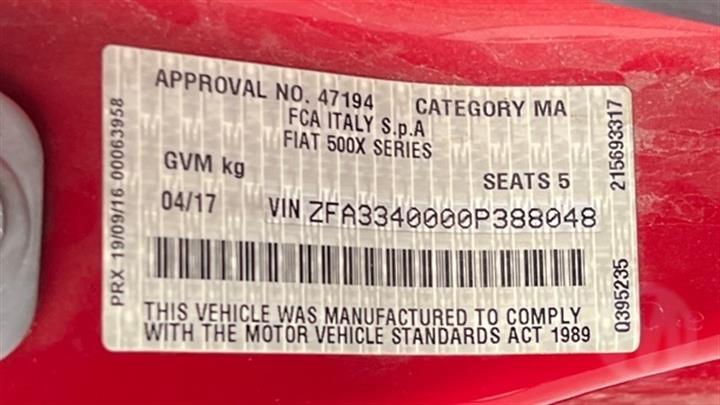 APPROVAL NO. 47194 CATEGORY MA
FCA ITALY S.p.A
FIAT 500X SERIES
GVM kg
SEATS 5
04/17 VIN ZFA3340000P388048
THIS VEHICLE WAS MANUFACTURED TO COMPLY
WITH THE MOTOR VEHICLE STANDARDS ACT 1989
PRX 19/09/16 00063958
215693317
Q395235